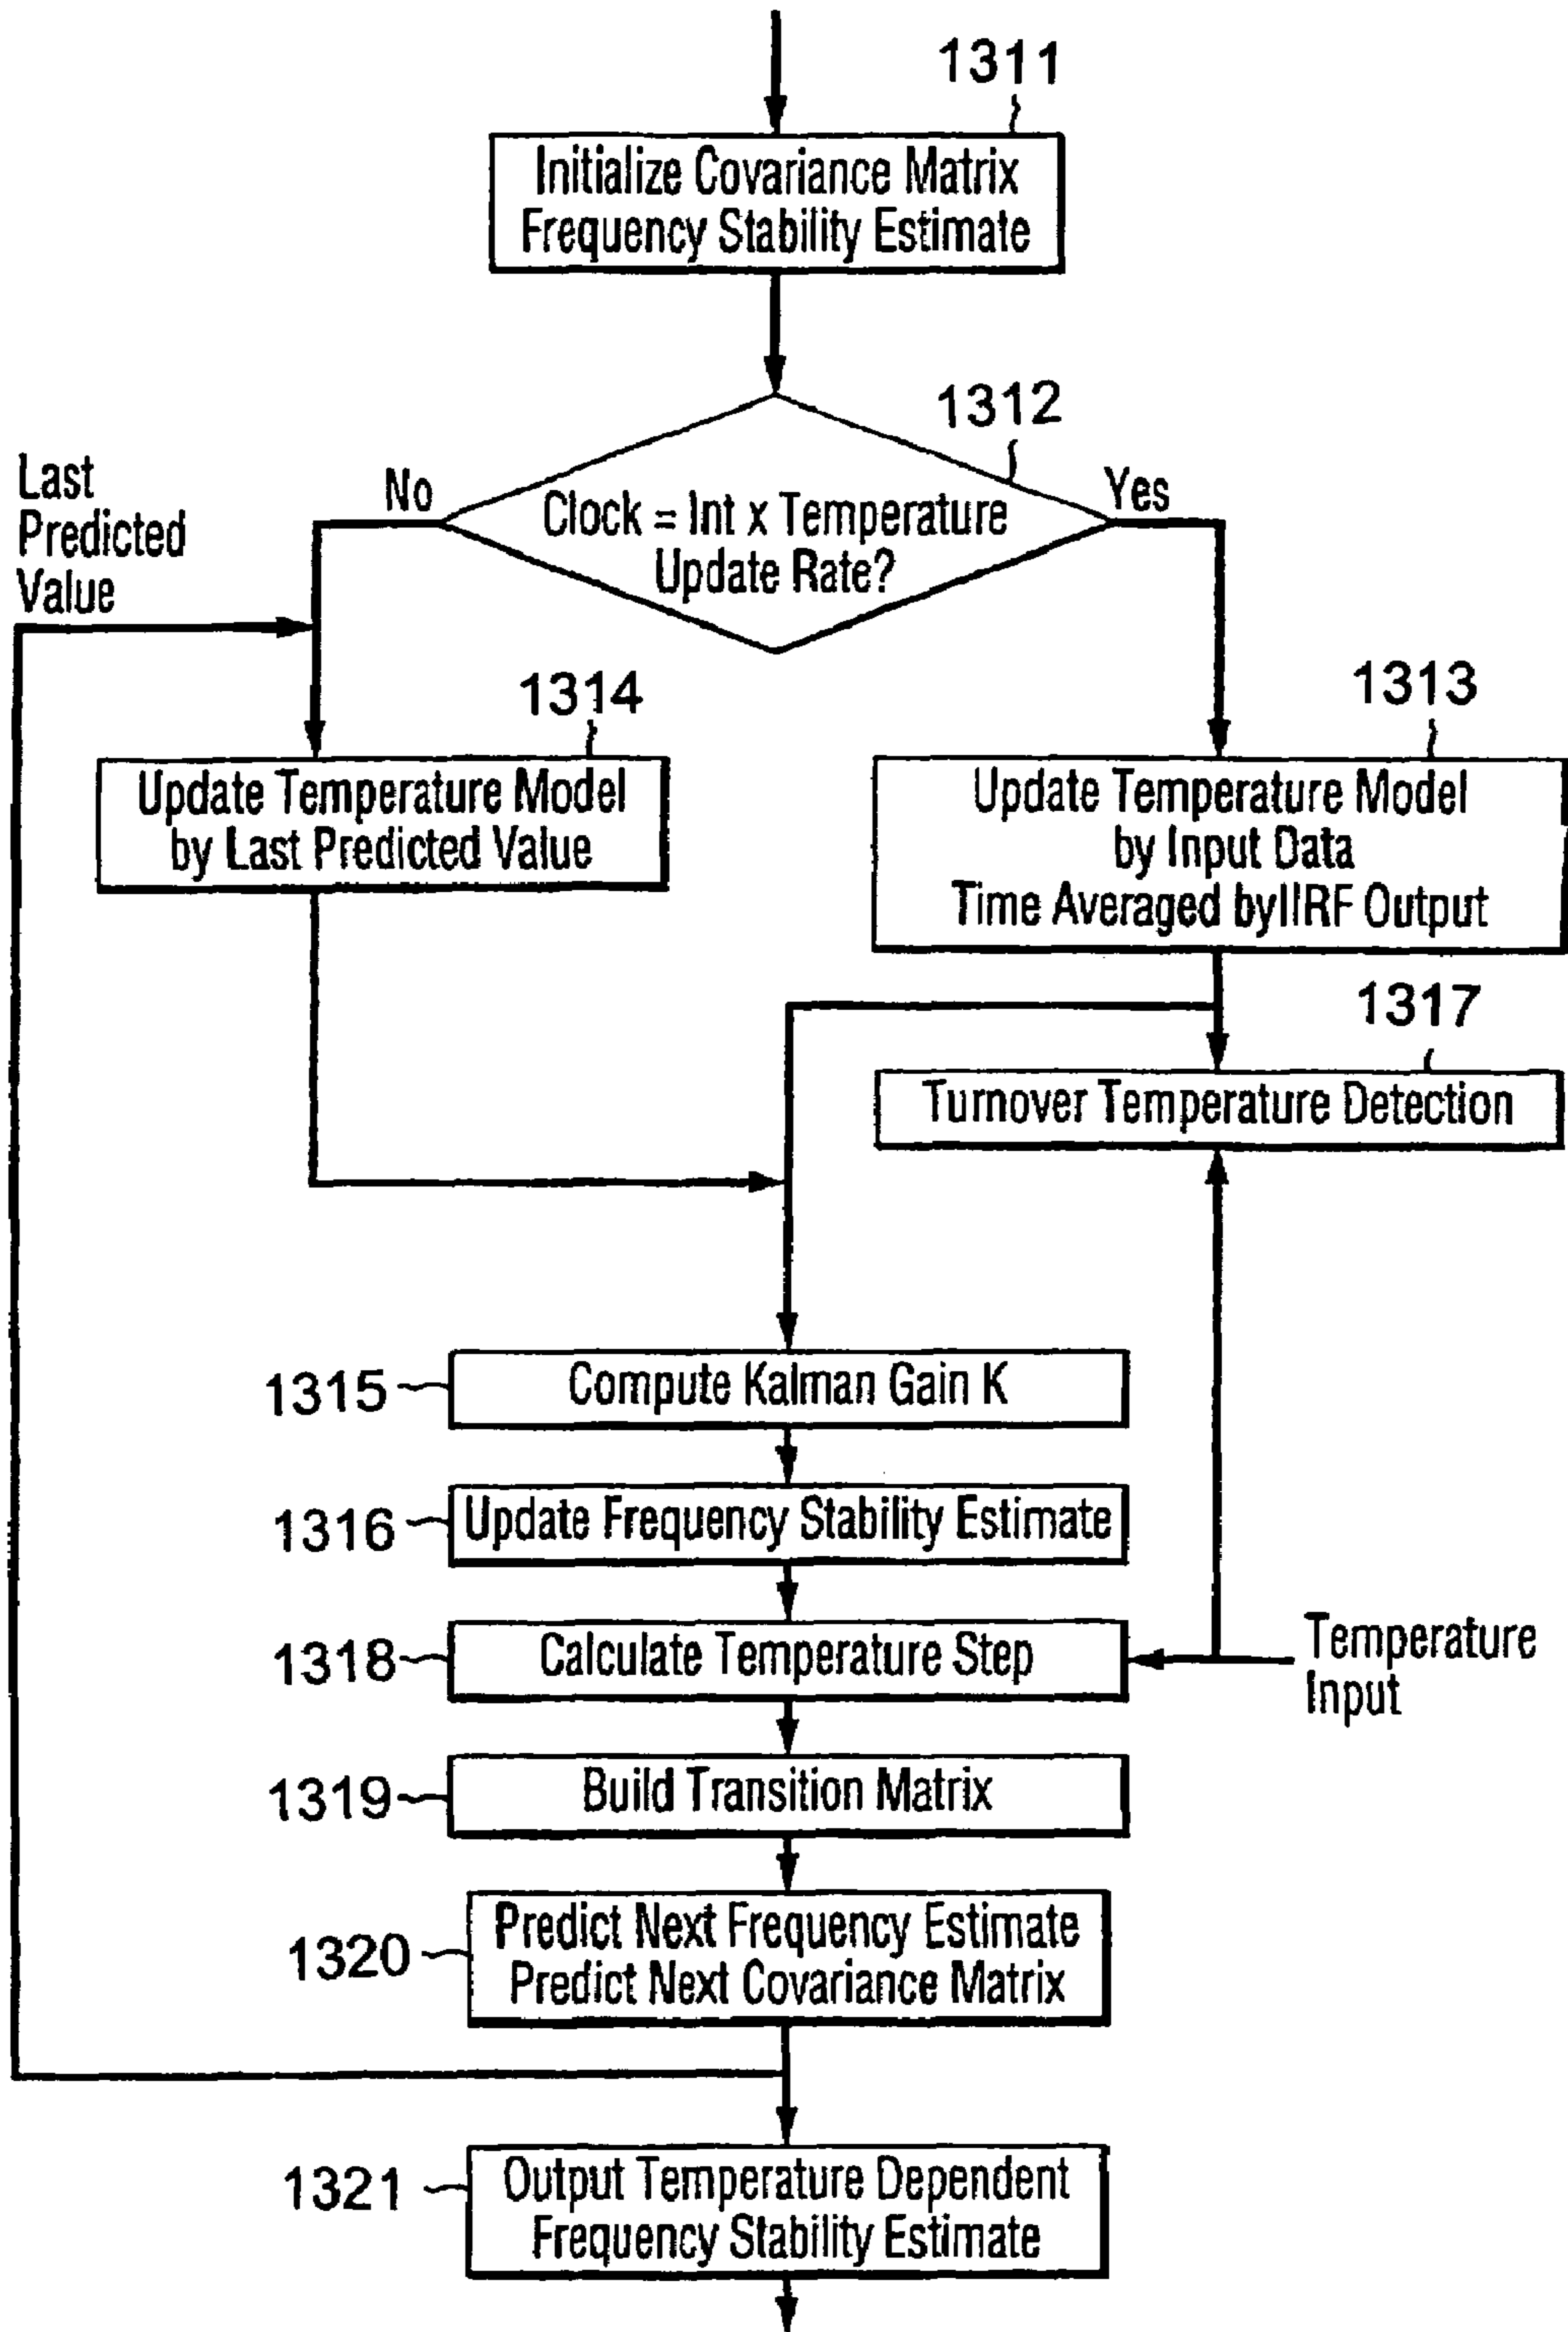 1311
Initialize Covariance Matrix
Frequency Stability Estimate
1312
Last
Predicted
Value
No
Yes
Clock = Int x Temperature
Update Rate?
1314
1313
Update Temperature Model
by Last Predicted Value
Update Temperature Model
by Input Data
Time Averaged by IIRF Output
1317
Turnover Temperature Detection
1315
Compute Kalman Gain K
1316
Update Frequency Stability Estimate
1318
Calculate Temperature Step
Temperature
Input
1319
Build Transition Matrix
1320
Predict Next Frequency Estimate
Predict Next Covariance Matrix
1321
Output Temperature Dependent
Frequency Stability Estimate